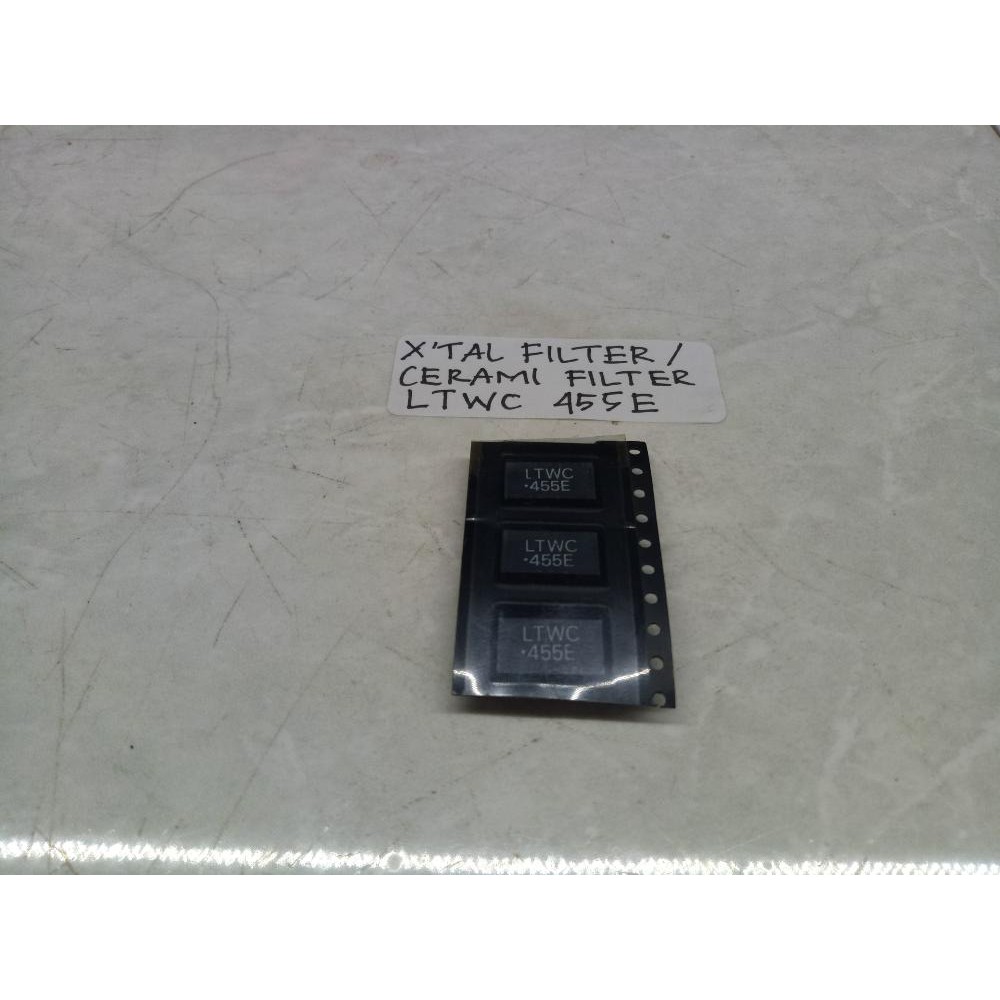 X'TAL FILTER /
CERAMI FILTER
LTWC 455E
LTWC
•455E
LTWC
•455E
LTWC
•455E